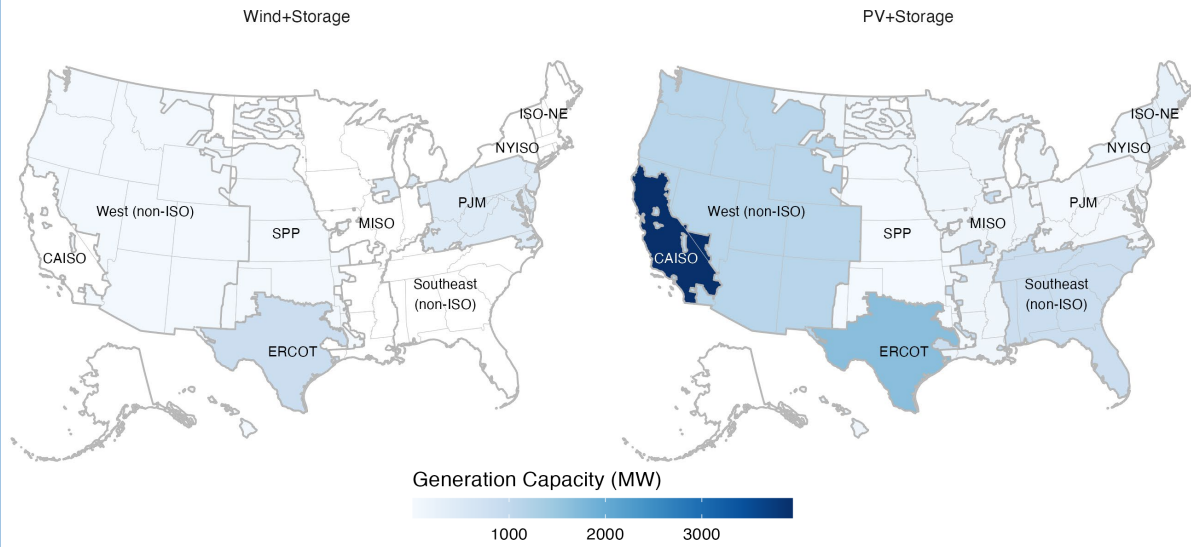 Wind+Storage
PV+Storage
ISO-NE
NYISO
PJM
West (non-ISO)
MISO
SPP
CAISO
Southeast
(non-ISO)
ERCOT
ISO-NE
NYISO
PJM
West (non-ISO)
MISO
SPP
CAISO
Southeast
(non-ISO)
ERCOT
Generation Capacity (MW)
1000 2000 3000